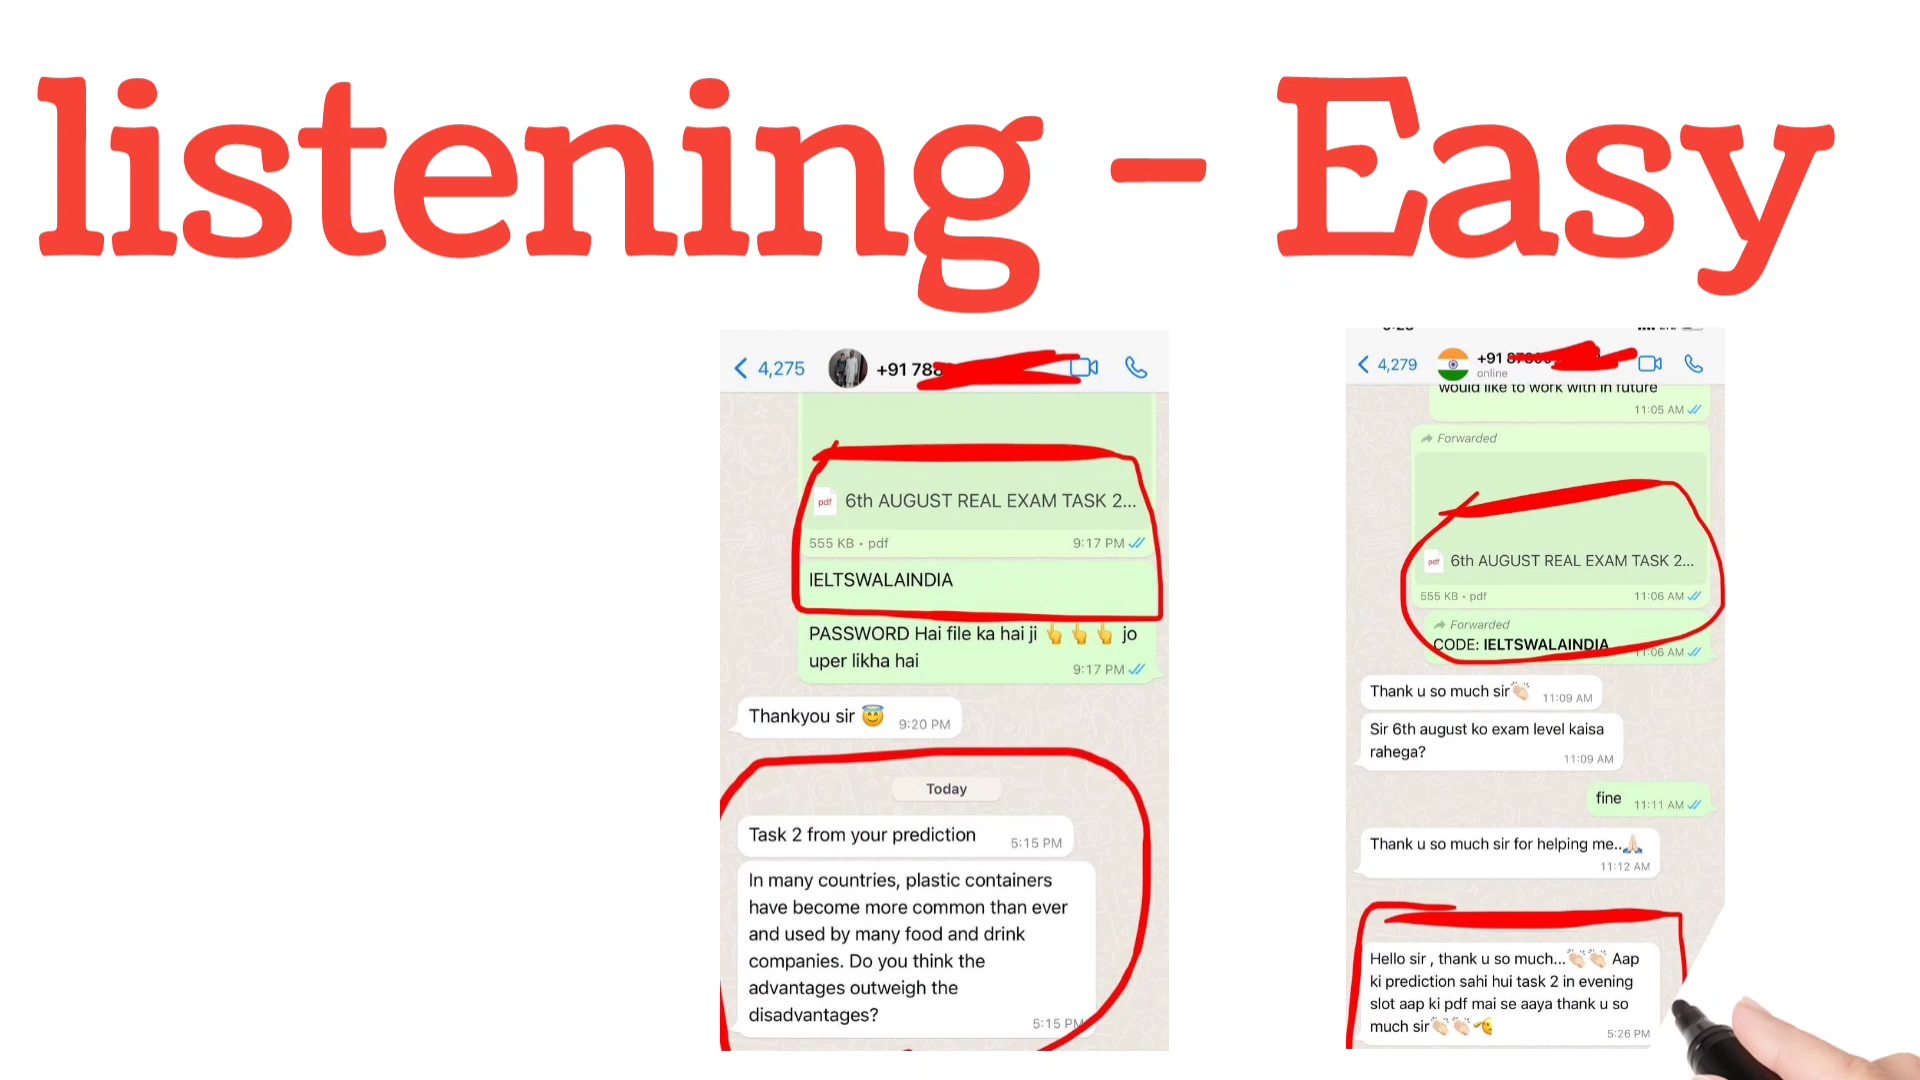 listening - Easy
4,275
+91 788
6th AUGUST REAL EXAM TASK 2...
pdf
555 KB • pdf 9:17 PM
IELTSWALAINDIA
PASSWORD Hai file ka hai ji 👆 👆 👆 jo
uper likha hai
9:17 PM
Thankyou sir 😇 9:20 PM
Today
Task 2 from your prediction 5:15 PM
In many countries, plastic containers
have become more common than ever
and used by many food and drink
companies. Do you think the
advantages outweigh the
disadvantages?
5:15 PM
4,279
+91
online
would like to work with in future
11:05 AM
Forwarded
pdf
6th AUGUST REAL EXAM TASK 2...
555 KB • pdf 11:06 AM
Forwarded
CODE: IELTSWALAINDIA
11:06 AM
Thank u so much sir👏🏻 11:09 AM
Sir 6th august ko exam level kaisa
rahega?
11:09 AM
fine 11:11 AM
Thank u so much sir for helping me..🙏🏻
11:12 AM
Hello sir , thank u so much...👏🏻👏🏻 Aap
ki prediction sahi hui task 2 in evening
slot aap ki pdf mai se aaya thank u so
much sir👏🏻👏🏻🫡
5:26 PM